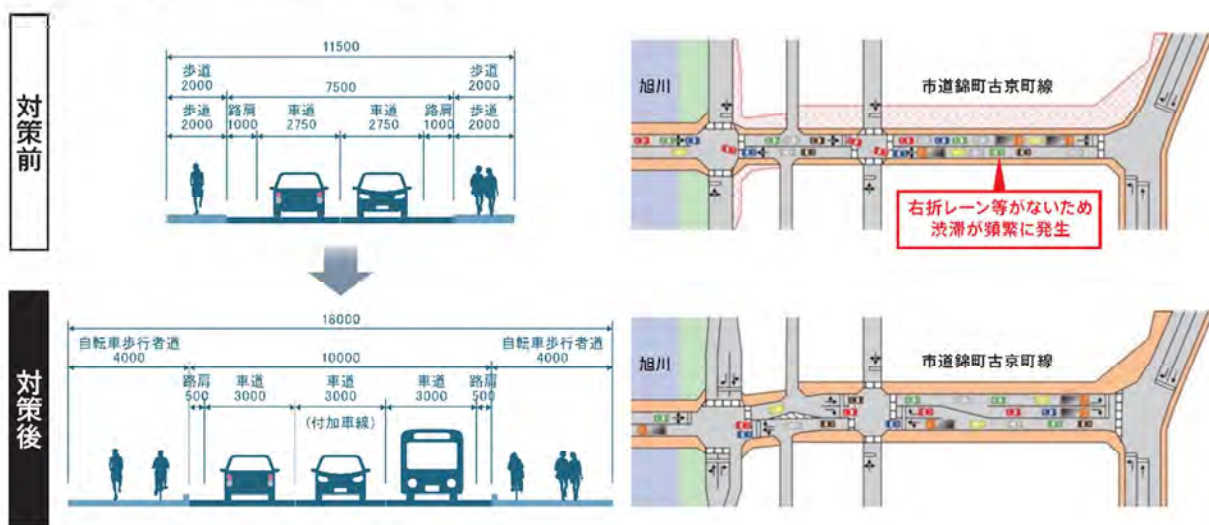 対策前
11500
歩道
2000
7500
歩道
2000
歩道
2000
路肩
1000
車道
2750
車道
2750
路肩
1000
歩道
2000
旭川
市道錦町古京町線
右折レーン等がないため
渋滞が頻繁に発生
対策後
18000
自転車歩行者道
4000
10000
自転車歩行者道
4000
路肩
500
車道
3000
車道
3000
(付加車線)
車道
3000
路肩
500
旭川
市道錦町古京町線